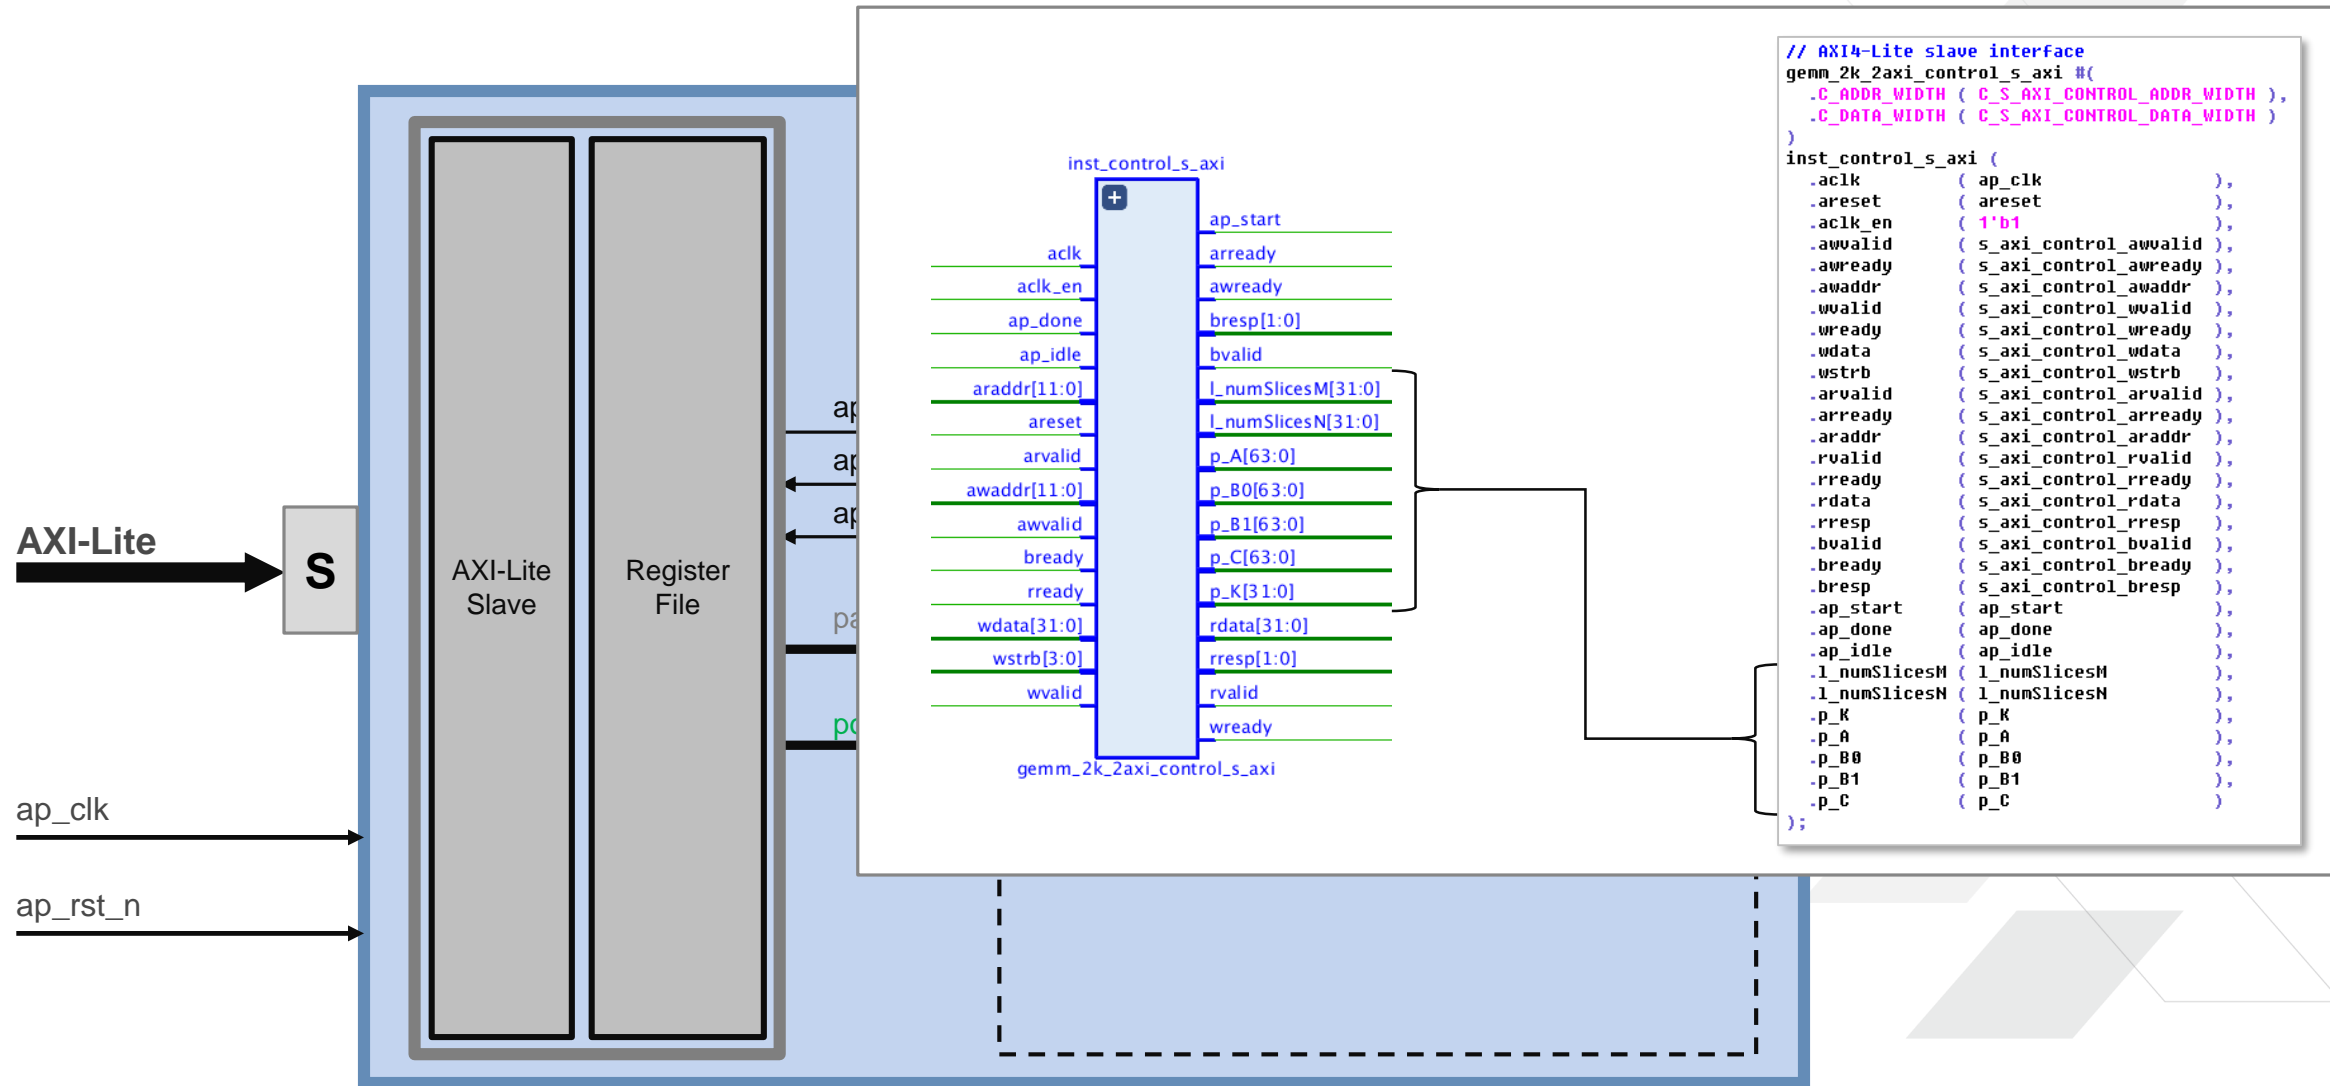 AXI-Lite
S
ap_clk
ap_rst_n
AXI-Lite
Slave
Register
File
inst_control_s_axi
+
aclk
aclk_en
ap_done
ap_idle
araddr[11:0]
areset
arvalid
awaddr[11:0]
awvalid
bready
rready
wdata[31:0]
wstrb[3:0]
wvalid
ap_start
arready
awready
bresp[1:0]
bvalid
l_numSlicesM[31:0]
l_numSlicesN[31:0]
p_A[63:0]
p_B0[63:0]
p_B1[63:0]
p_C[63:0]
p_K[31:0]
rdata[31:0]
rresp[1:0]
rvalid
wready
gemm_2k_2axi_control_s_axi
// AXI4-Lite slave interface
gemm_2k_2axi_control_s_axi #(
.C_ADDR_WIDTH ( C_S_AXI_CONTROL_ADDR_WIDTH ),
.C_DATA_WIDTH ( C_S_AXI_CONTROL_DATA_WIDTH )
)
inst_control_s_axi (
.aclk ( ap_clk ),
.areset ( areset ),
.aclk_en ( 1'b1 ),
.awvalid ( s_axi_control_awvalid ),
.awready ( s_axi_control_awready ),
.awaddr ( s_axi_control_awaddr ),
.wvalid ( s_axi_control_wvalid ),
.wready ( s_axi_control_wready ),
.wdata ( s_axi_control_wdata ),
.wstrb ( s_axi_control_wstrb ),
.arvalid ( s_axi_control_arvalid ),
.arready ( s_axi_control_arready ),
.araddr ( s_axi_control_araddr ),
.rvalid ( s_axi_control_rvalid ),
.rready ( s_axi_control_rready ),
.rdata ( s_axi_control_rdata ),
.rresp ( s_axi_control_rresp ),
.bvalid ( s_axi_control_bvalid ),
.bready ( s_axi_control_bready ),
.bresp ( s_axi_control_bresp ),
.ap_start ( ap_start ),
.ap_done ( ap_done ),
.ap_idle ( ap_idle ),
.l_numSlicesM ( l_numSlicesM ),
.l_numSlicesN ( l_numSlicesN ),
.p_K ( p_K ),
.p_A ( p_A ),
.p_B0 ( p_B0 ),
.p_B1 ( p_B1 ),
.p_C ( p_C )
);